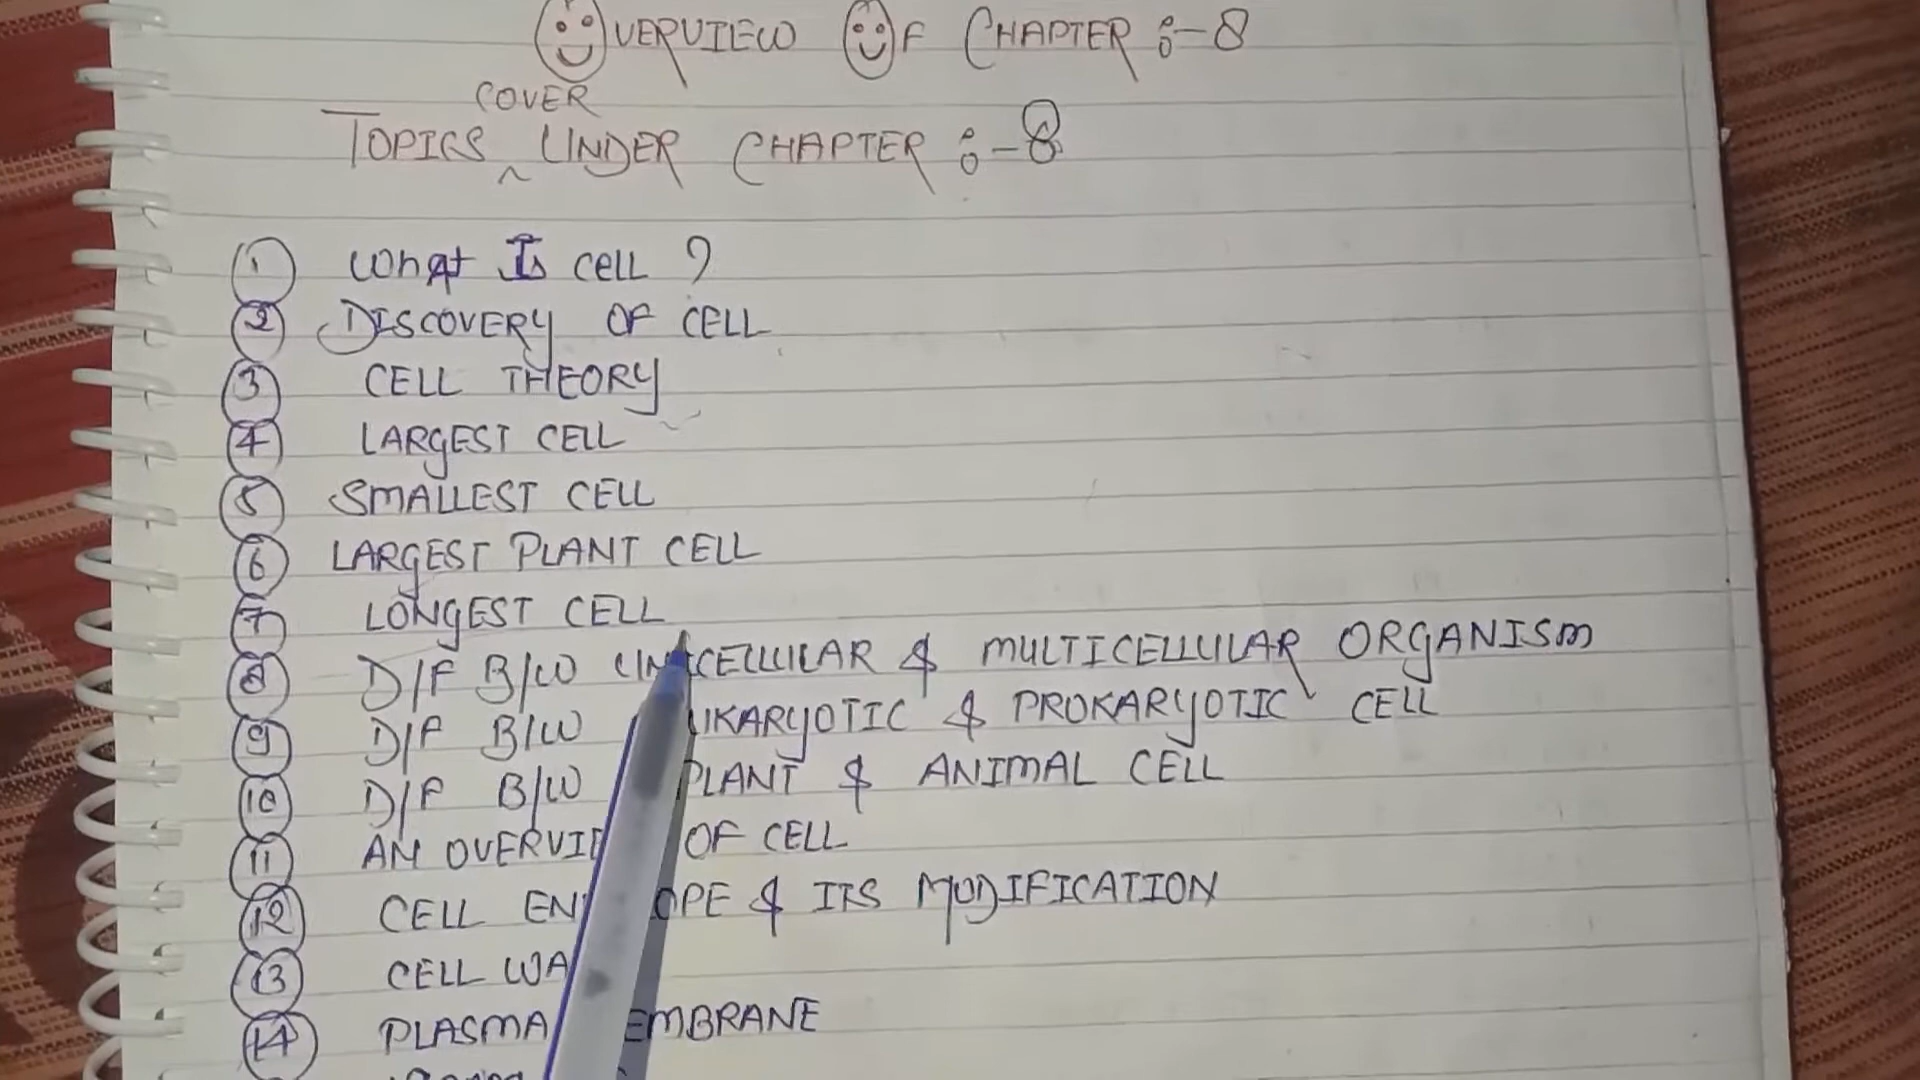 OVERVIEW OF CHAPTER :- 8
COVER
TOPICS ^ UNDER CHAPTER :- 8
1 What Is cell ?
2 DISCOVERY OF CELL
3 CELL THEORY
4 LARGEST CELL
5 SMALLEST CELL
6 LARGEST PLANT CELL
7 LONGEST CELL
8 D/F B/W UNICELLULAR & MULTICELLULAR ORGANISM
9 D/F B/W UKARYOTIC & PROKARYOTIC CELL
10 D/F B/W PLANT & ANIMAL CELL
11 AN OVERVIE OF CELL
12 CELL EN OPE & ITS MODIFICATION
13 CELL WA
14 PLASMA EMBRANE